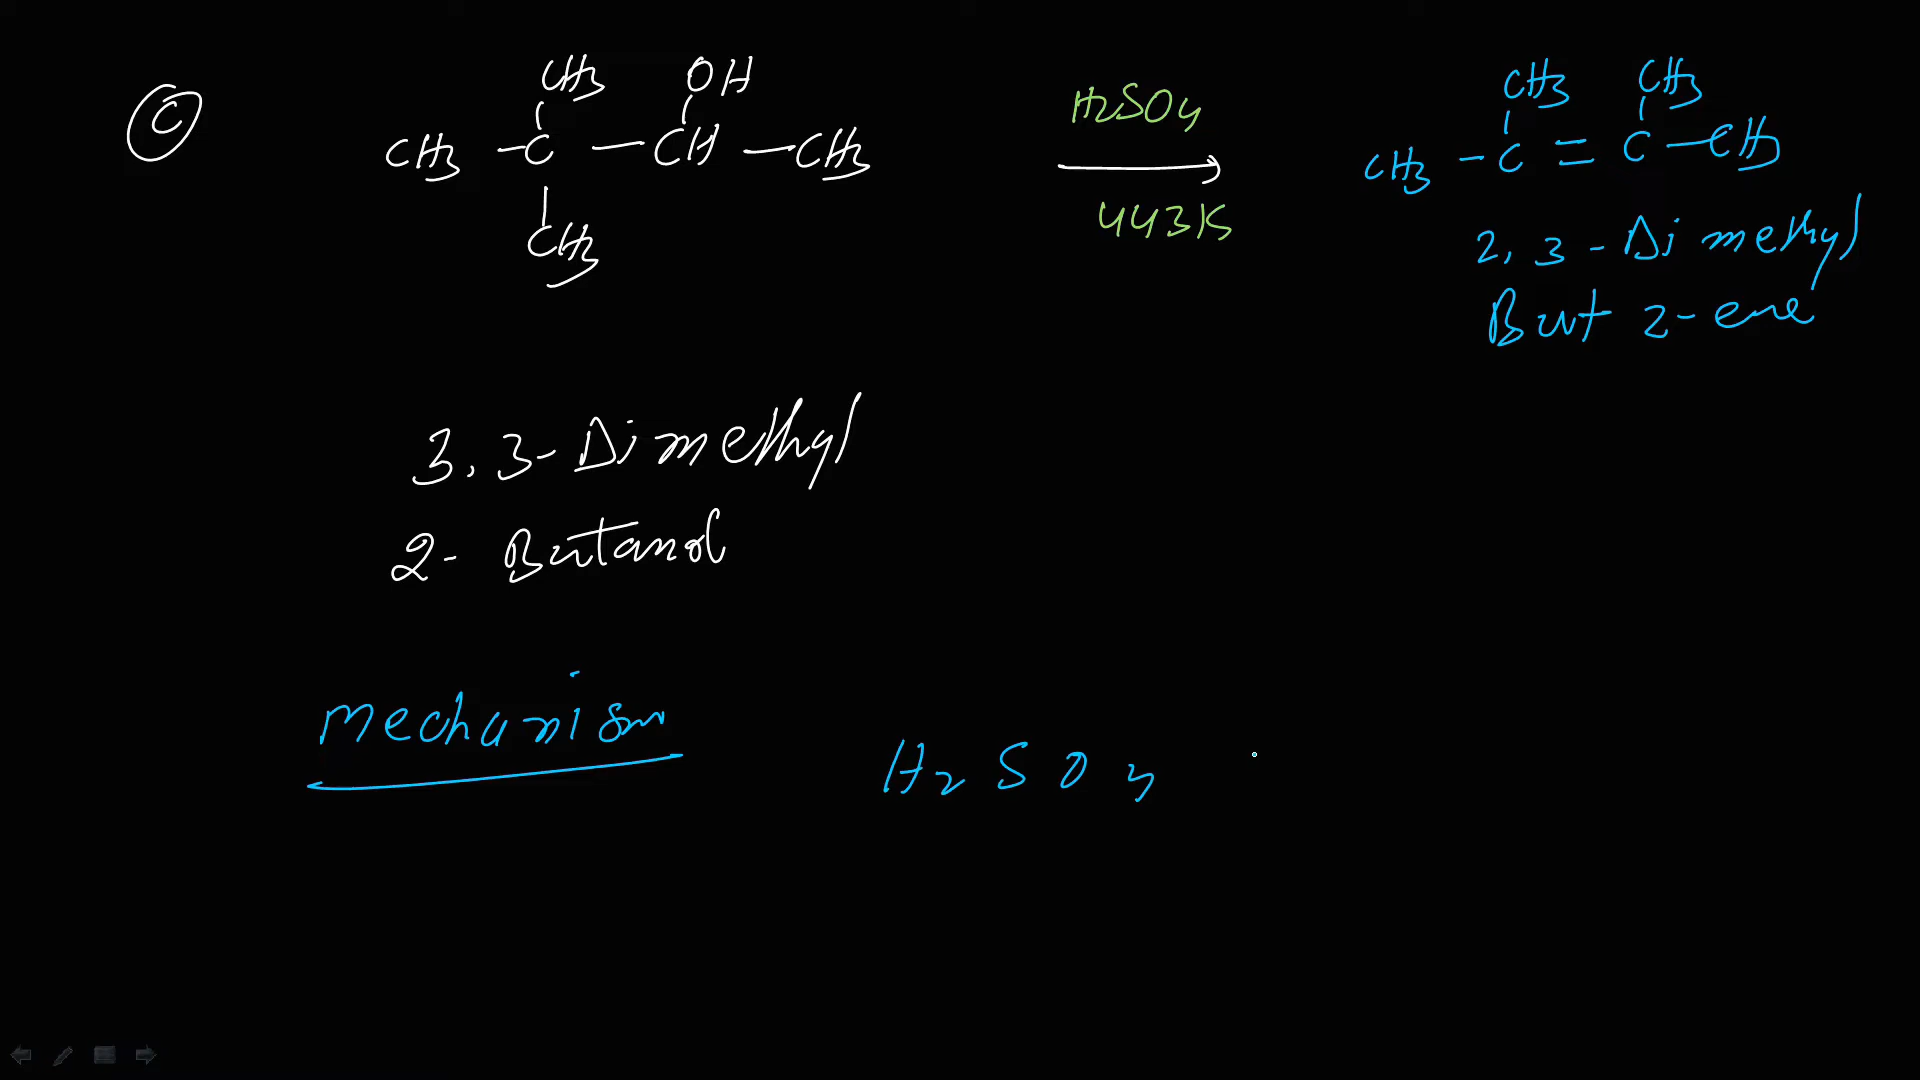 C
CH3 OH
CH3 - C - CH - CH3
CH3
H2SO4
443K
CH3 CH3
CH3 - C = C - CH3
2, 3 - Dimethyl
But 2-ene
3, 3-Dimethyl
2- Butanol
Mechanism
H2SO4